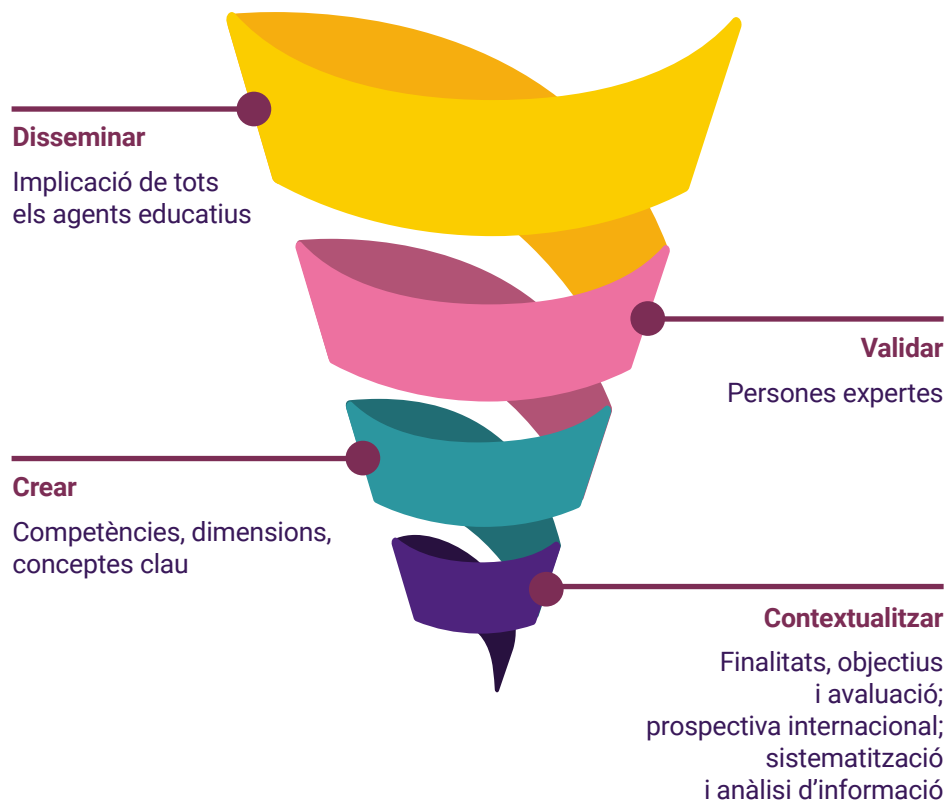 Disseminar
Implicació de tots
els agents educatius
Validar
Persones expertes
Crear
Competències, dimensions,
conceptes clau
Contextualitzar
Finalitats, objectius
i avaluació;
prospectiva internacional;
sistematització
i anàlisi d’informació